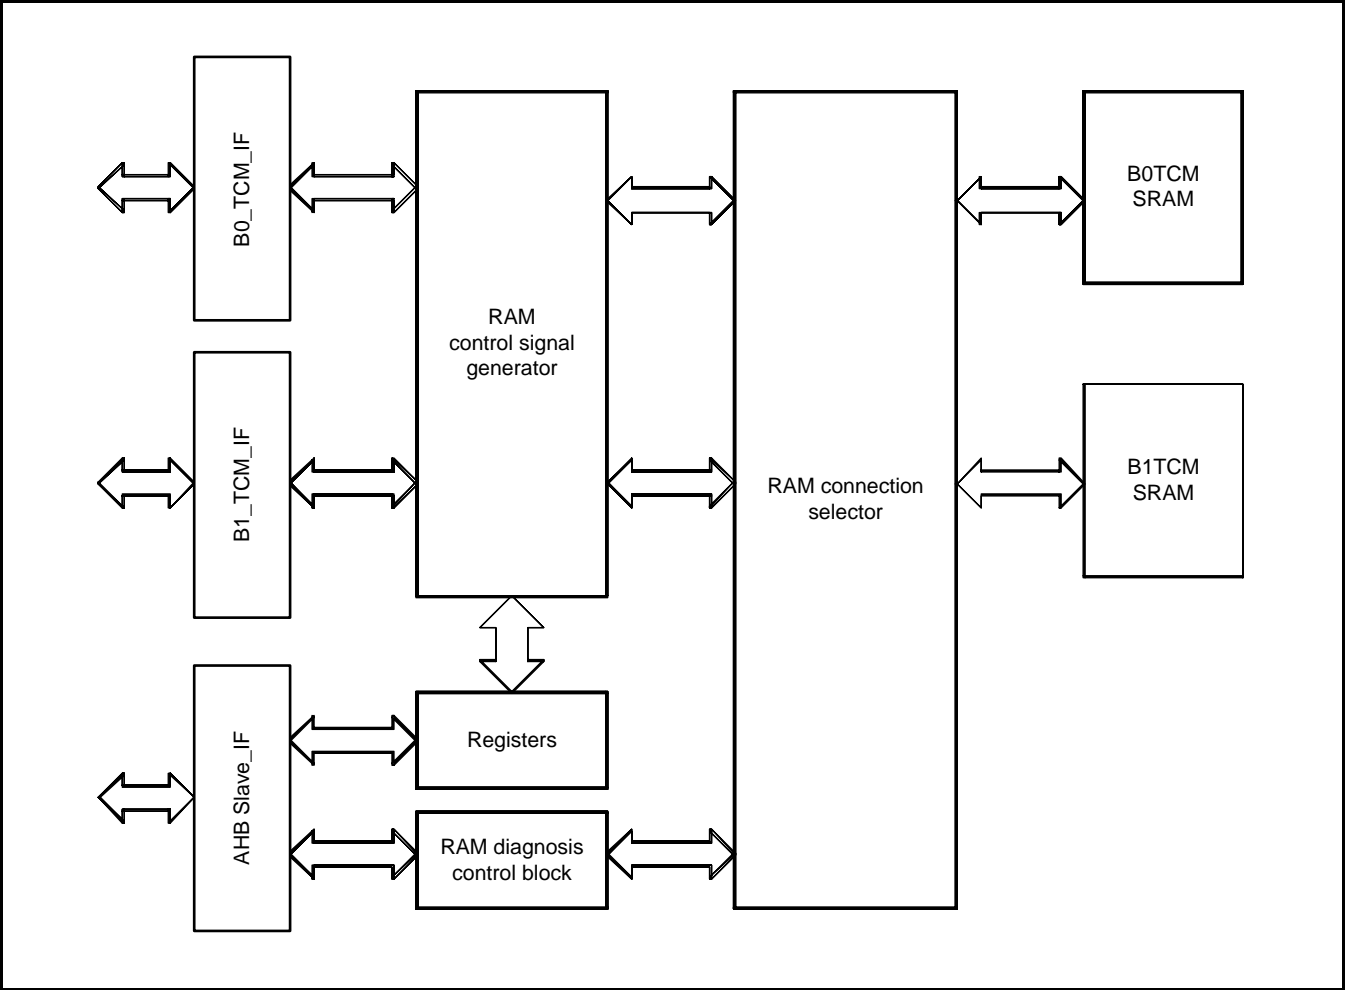 B0_TCM_IF
B1_TCM_IF
AHB Slave_IF
RAM
control signal
generator
Registers
RAM diagnosis
control block
RAM connection
selector
B0TCM
SRAM
B1TCM
SRAM